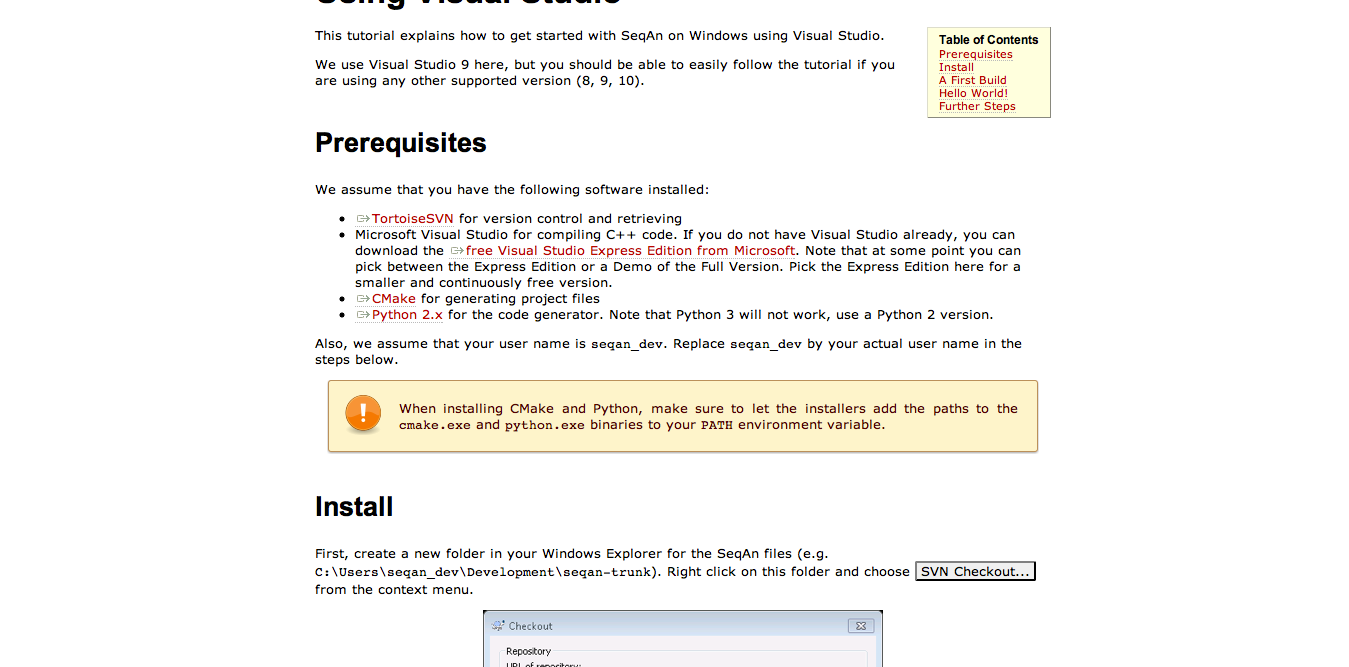 Using Visual Studio
This tutorial explains how to get started with SeqAn on Windows using Visual Studio.
We use Visual Studio 9 here, but you should be able to easily follow the tutorial if you
are using any other supported version (8, 9, 10).
Table of Contents
Prerequisites
Install
A First Build
Hello World!
Further Steps
Prerequisites
We assume that you have the following software installed:
• TortoiseSVN for version control and retrieving
• Microsoft Visual Studio for compiling C++ code. If you do not have Visual Studio already, you can
download the free Visual Studio Express Edition from Microsoft. Note that at some point you can
pick between the Express Edition or a Demo of the Full Version. Pick the Express Edition here for a
smaller and continuously free version.
• CMake for generating project files
• Python 2.x for the code generator. Note that Python 3 will not work, use a Python 2 version.
Also, we assume that your user name is seqan_dev. Replace seqan_dev by your actual user name in the
steps below.
When installing CMake and Python, make sure to let the installers add the paths to the
cmake.exe and python.exe binaries to your PATH environment variable.
Install
First, create a new folder in your Windows Explorer for the SeqAn files (e.g.
C:\Users\seqan_dev\Development\seqan-trunk). Right click on this folder and choose SVN Checkout...
from the context menu.
Checkout
Repository
URL of repository: